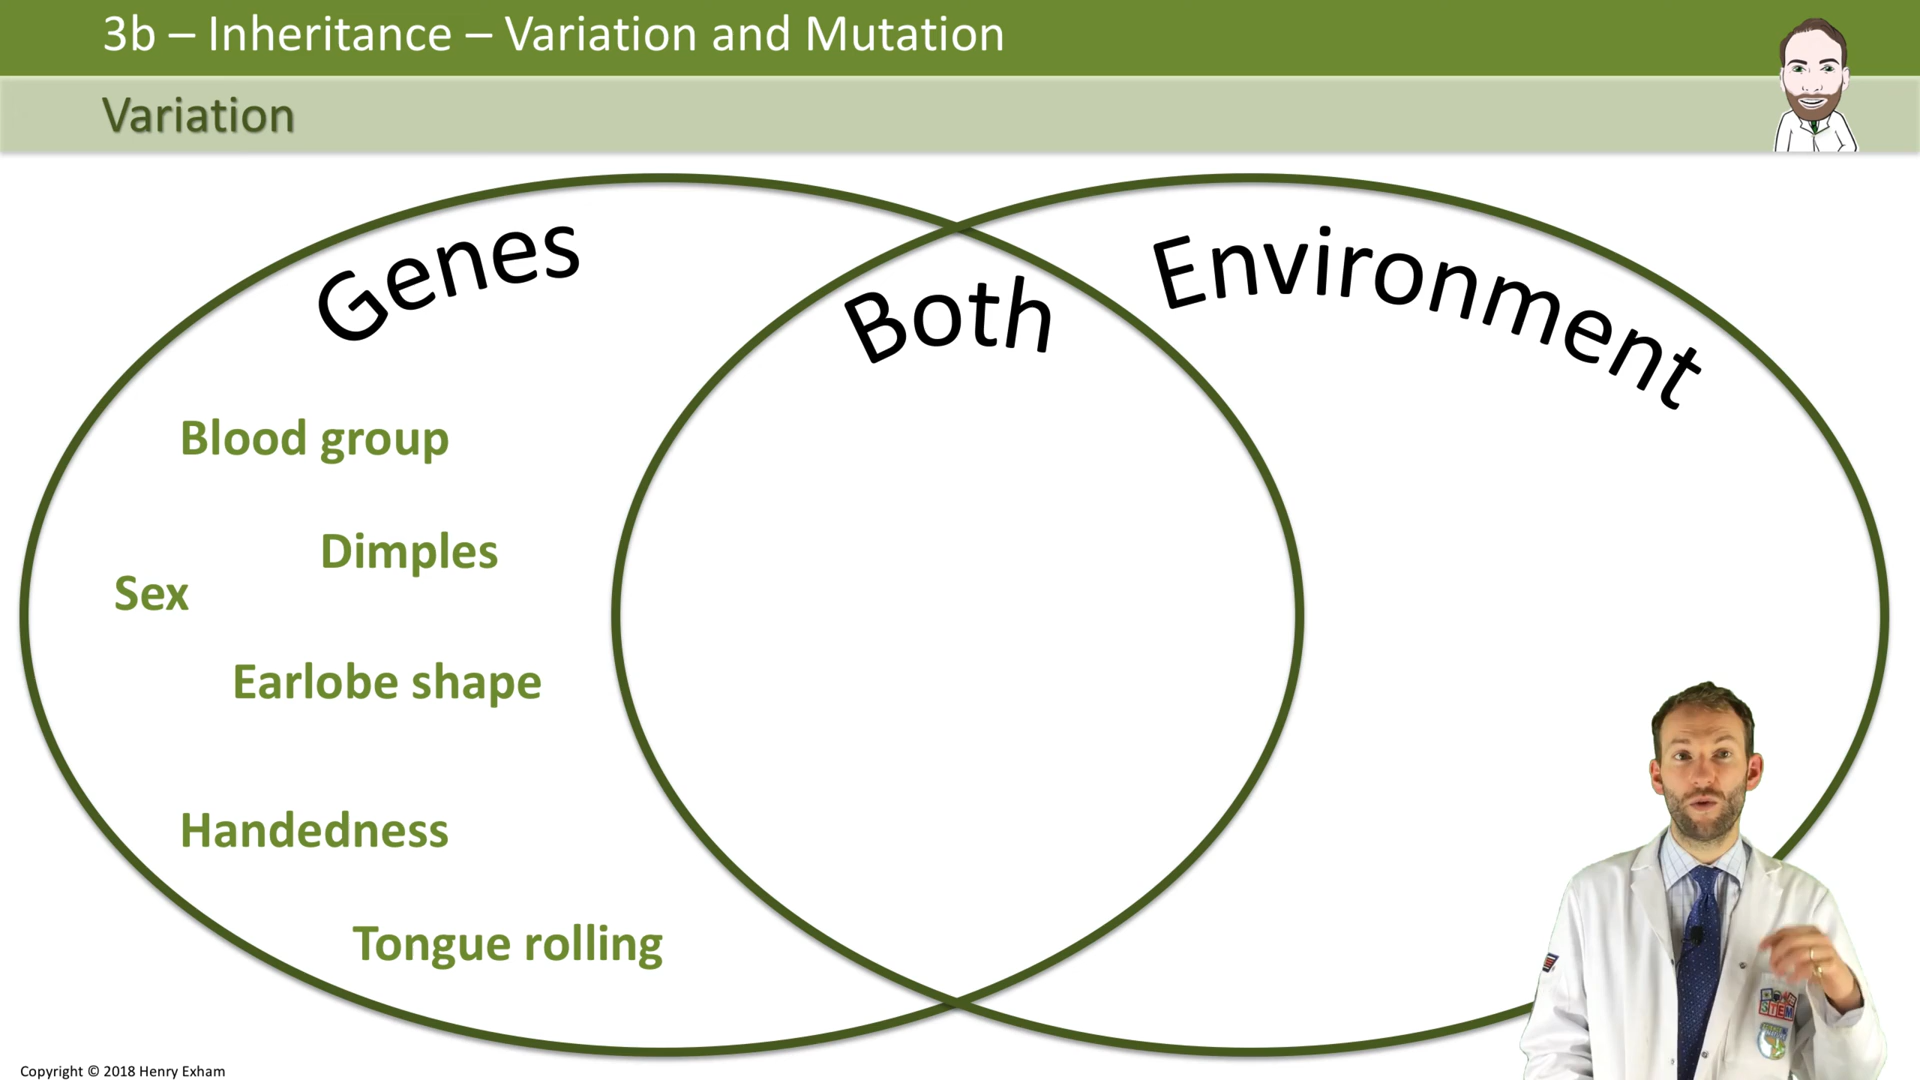 3b – Inheritance – Variation and Mutation
Variation
Genes
Both
Environment
Blood group
Dimples
Sex
Earlobe shape
Handedness
Tongue rolling
STEM
Copyright © 2018 Henry Exham